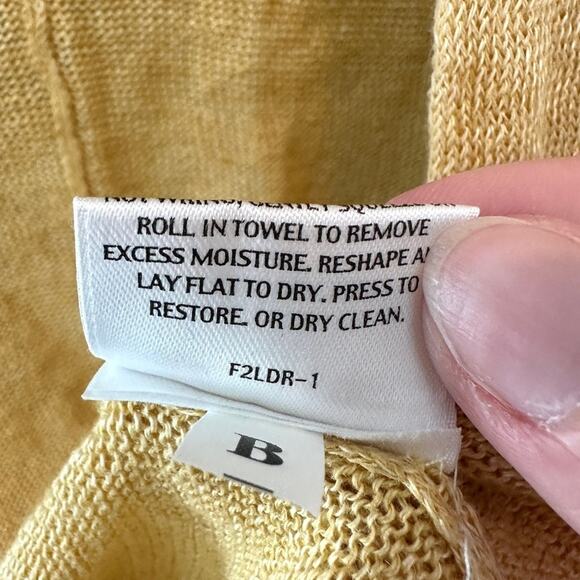 ROLL IN TOWEL TO REMOVE
EXCESS MOISTURE. RESHAPE
LAY FLAT TO DRY. PRESS TO
RESTORE. OR DRY CLEAN.
F2LDR-1
B